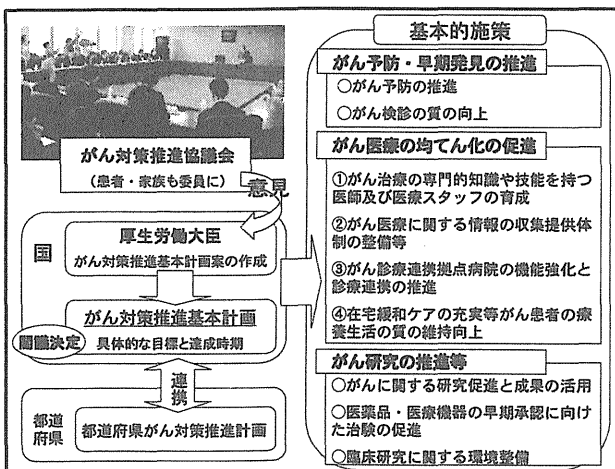 がん対策推進協議会
(患者・家族も委員に)
意見
国
厚生労働大臣
がん対策推進基本計画案の作成
がん対策推進基本計画
閣議決定
具体的な目標と達成時期
連携
都道
府県
都道府県がん対策推進計画
基本的施策
がん予防・早期発見の推進
○がん予防の推進
○がん検診の質の向上
がん医療の均てん化の促進
①がん治療の専門的知識や技能を持つ
医師及び医療スタッフの育成
②がん医療に関する情報の収集提供体
制の整備等
③がん診療連携拠点病院の機能強化と
診療連携の推進
④在宅緩和ケアの充実等がん患者の療
養生活の質の維持向上
がん研究の推進等
○がんに関する研究促進と成果の活用
○医薬品・医療機器の早期承認に向け
た治験の促進
○臨床研究に関する環境整備